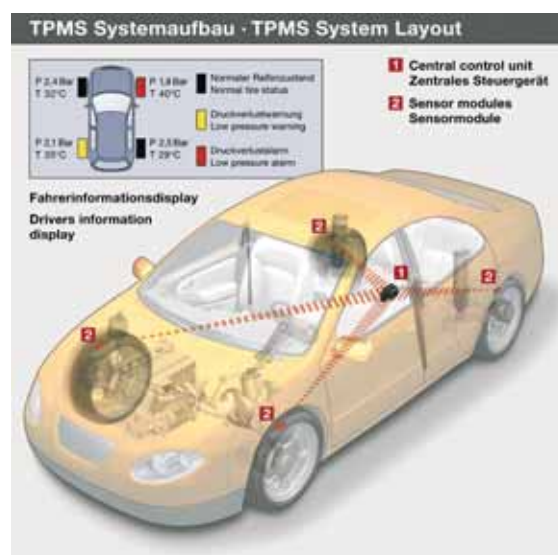 TPMS Systemaufbau · TPMS System Layout
P 2,4 Bar
T 32°C
P 1,8 Bar
T 40°C
P 2,1 Bar
T 35°C
P 2,5 Bar
T 29°C
Normaler Reifenzustand
Normal tire status
Druckverlustwarnung
Low pressure warning
Druckverlustalarm
Low pressure alarm
1 Central control unit
Zentrales Steuergerät
2 Sensor modules
Sensormodule
Fahrerinformationsdisplay
Drivers information
display
2
1
2
2
2